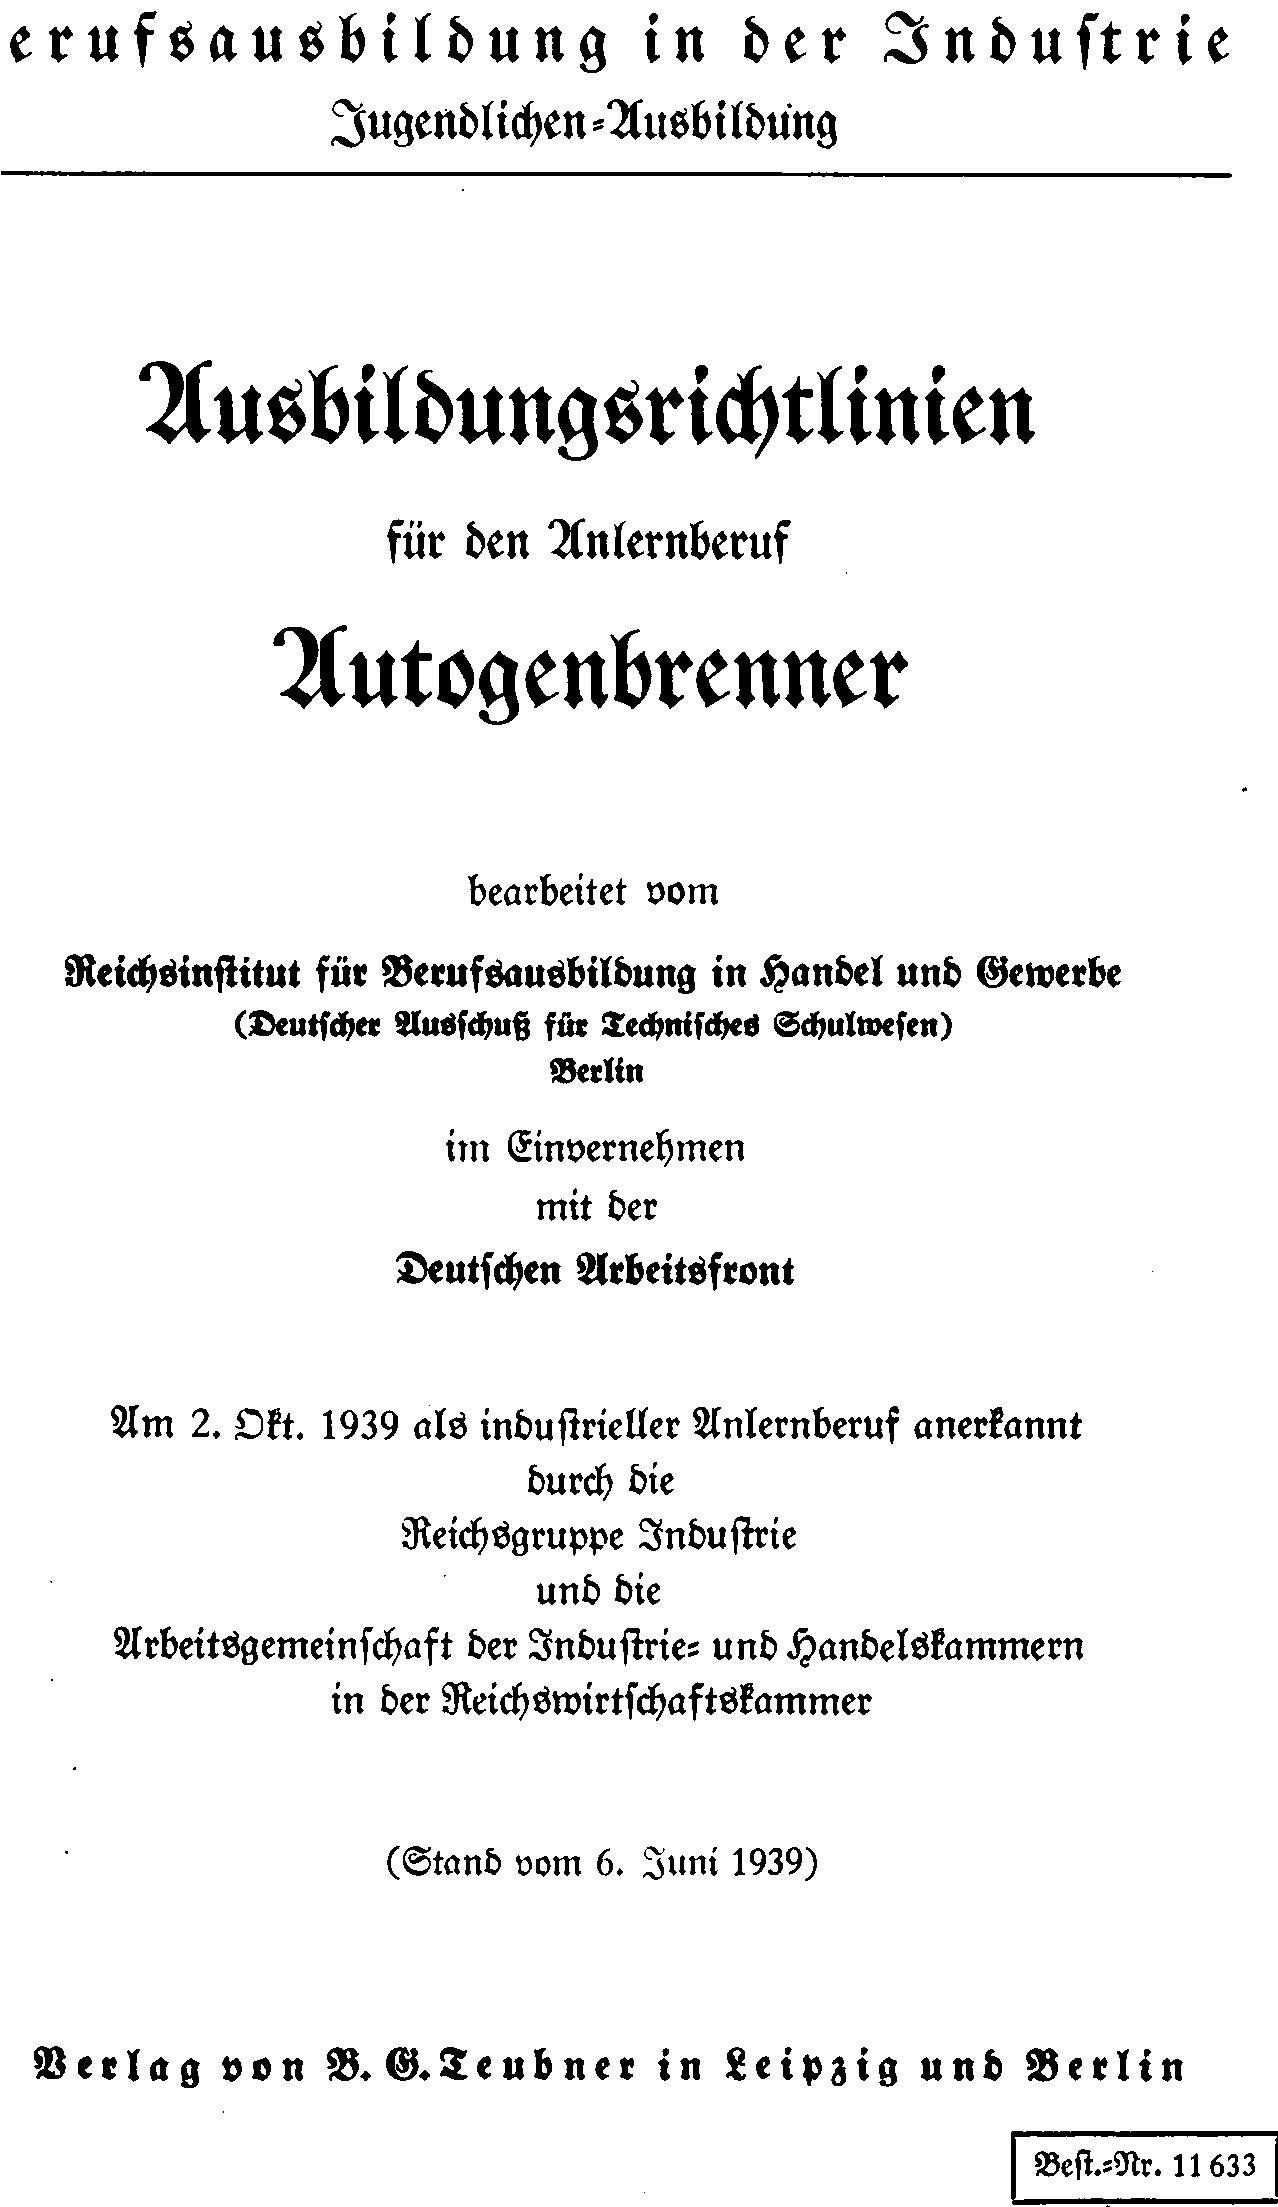 erufsausbildung in der Industrie
Jugendlichen-Ausbildung
Ausbildungsrichtlinien
für den Anlernberuf
Autogenbrenner
bearbeitet vom
Reichsinstitut für Berufsausbildung in Handel und Gewerbe
(Deutscher Ausschuß für Technisches Schulwesen)
Berlin
im Einvernehmen
mit der
Deutschen Arbeitsfront
Am 2. Okt. 1939 als industrieller Anlernberuf anerkannt
durch die
Reichsgruppe Industrie
und die
Arbeitsgemeinschaft der Industrie- und Handelskammern
in der Reichswirtschaftskammer
(Stand vom 6. Juni 1939)
Verlag von B. G. Teubner in Leipzig und Berlin
Best.-Nr. 11 633